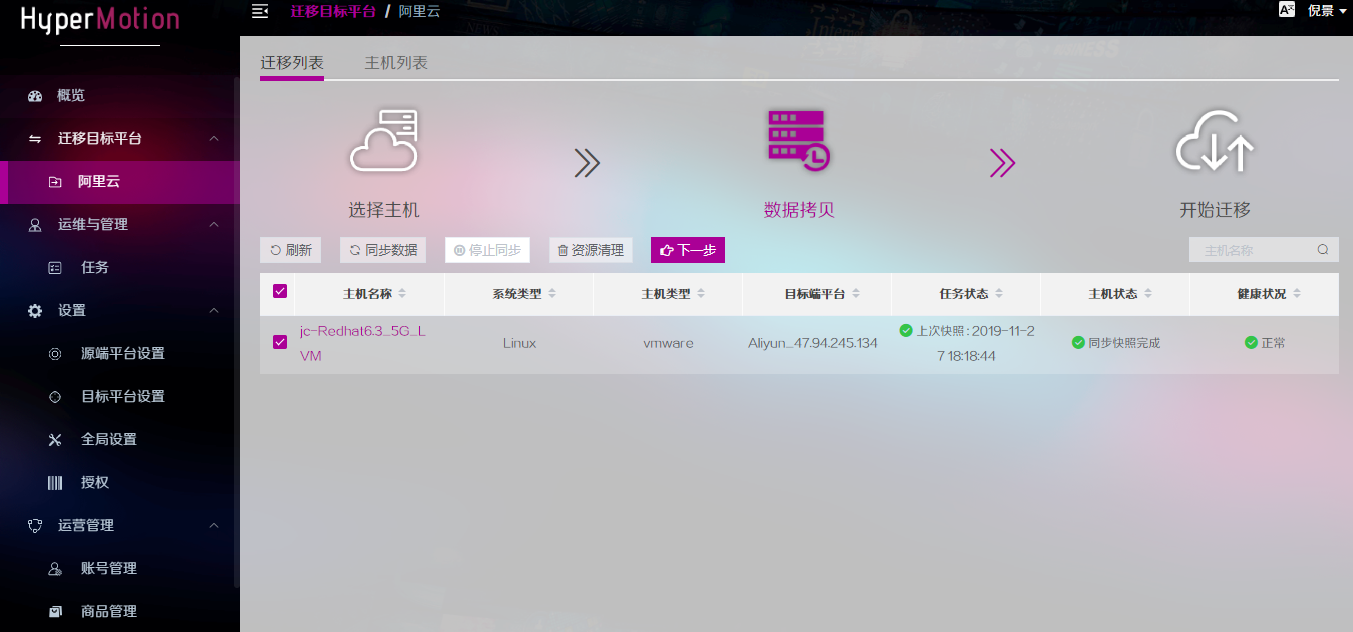 HyperMotion
迁移目标平台 / 阿里云
倪景
概览
迁移目标平台
阿里云
运维与管理
任务
设置
源端平台设置
目标平台设置
全局设置
授权
运营管理
账号管理
商品管理
迁移列表 主机列表
选择主机 数据拷贝 开始迁移
刷新 同步数据 停止同步 资源清理 下一步 主机名称
主机名称 系统类型 主机类型 目标端平台 任务状态 主机状态 健康状况
jc-Redhat6.3_5G_L
VM
Linux
vmware
Aliyun_47.94.245.134
上次快照 : 2019-11-2
7 18:18:44
同步快照完成
正常